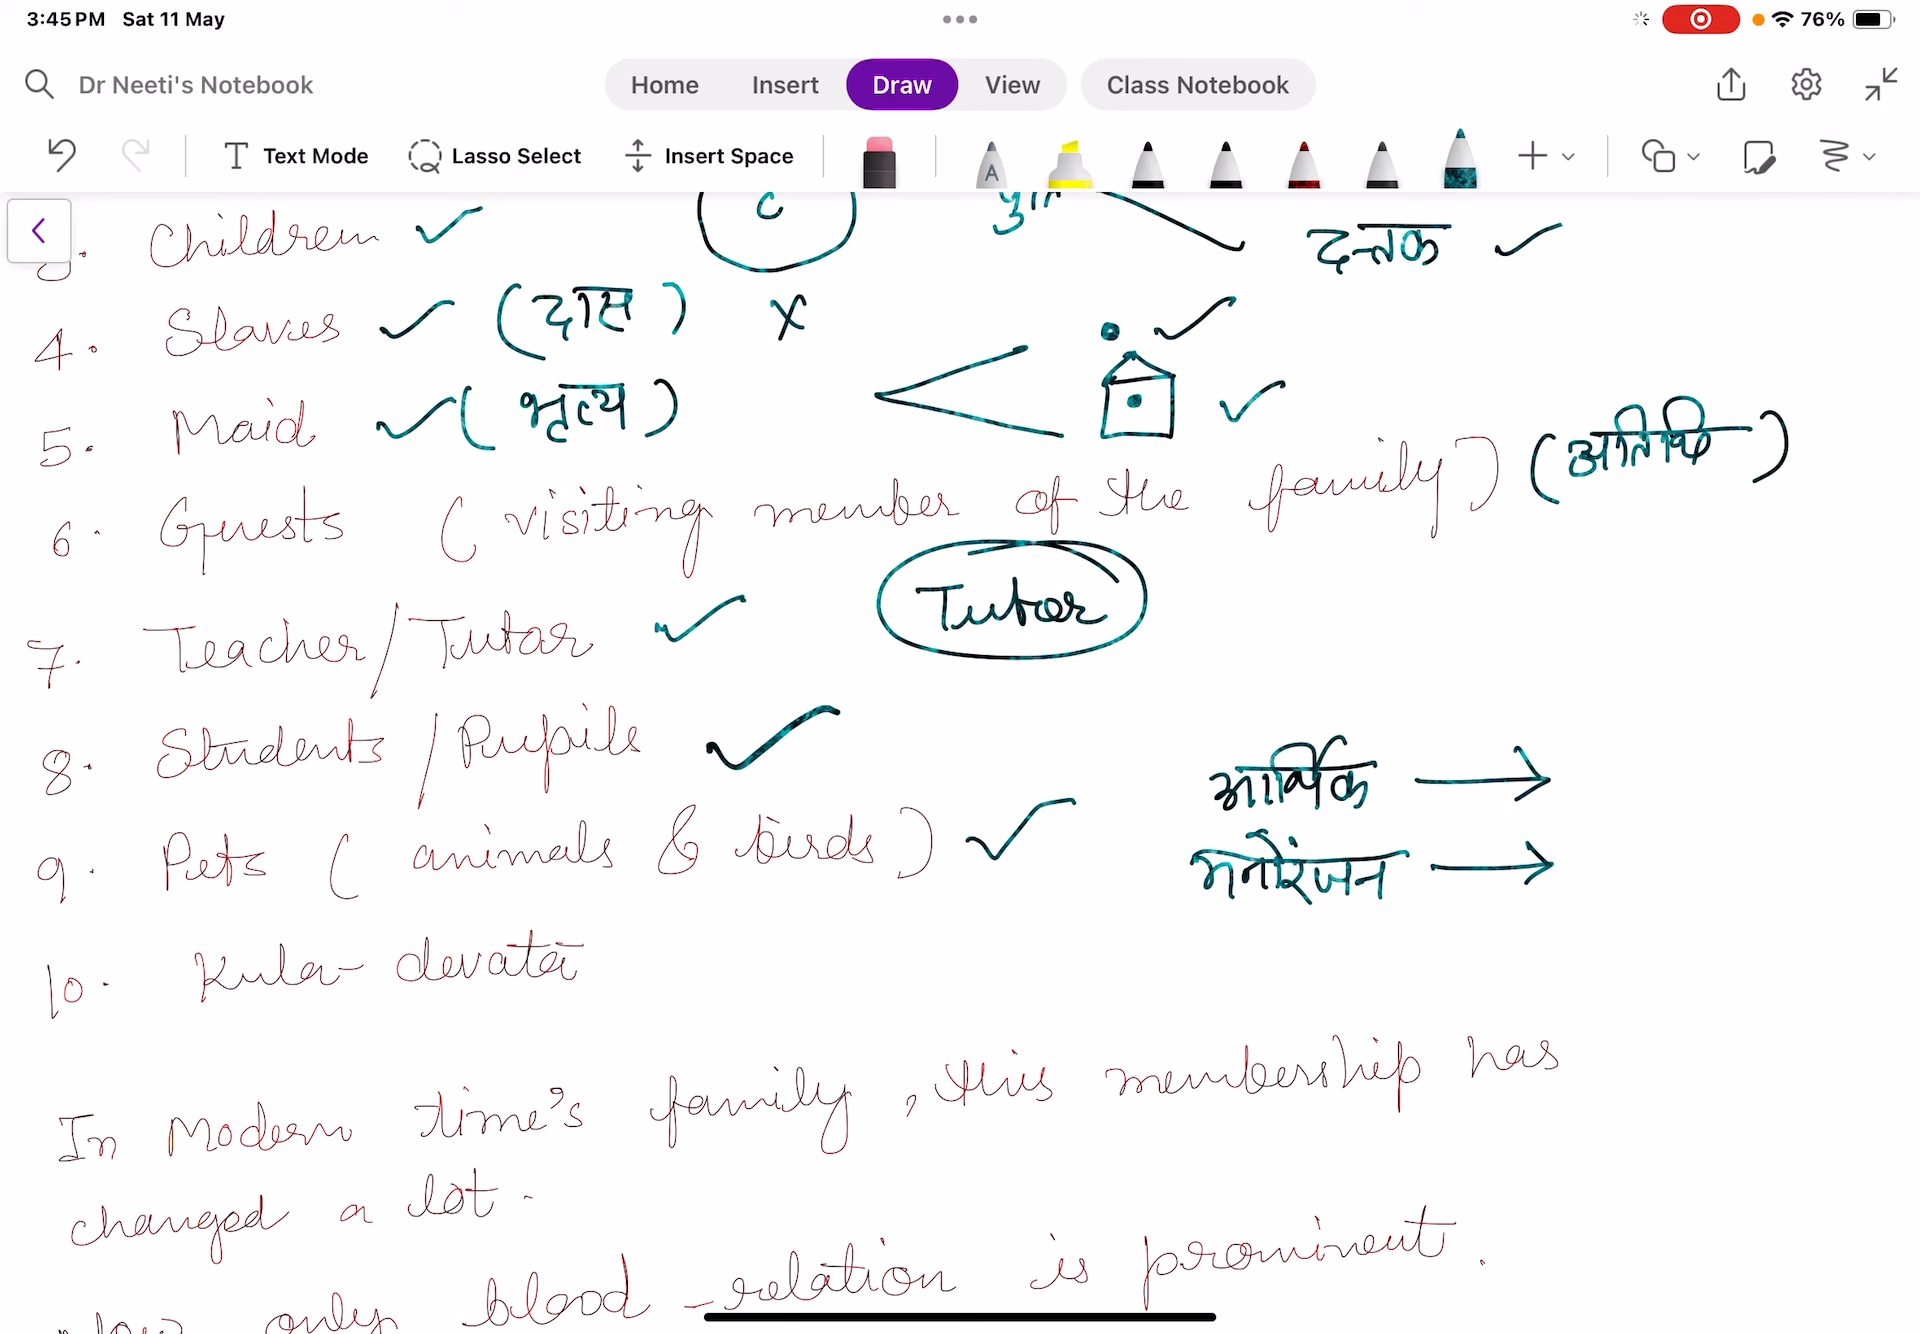 3:45 PM Sat 11 May 76%
Dr Neeti's Notebook Home Insert Draw View Class Notebook
Text Mode Lasso Select Insert Space A
Children c दत्तक
4. Slaves (दास) X
5. Maid (भृत्य)
6. Guests (visiting member of the family) (अतिथि)
7. Teacher/Tutor Tutor
8. Students/Pupils
आर्थिक
9. Pets (animals & birds)
मनोरंजन
10. Kula-devatā
In Modern time's family, this membership has
changed a lot.
only blood-relation is prominent.